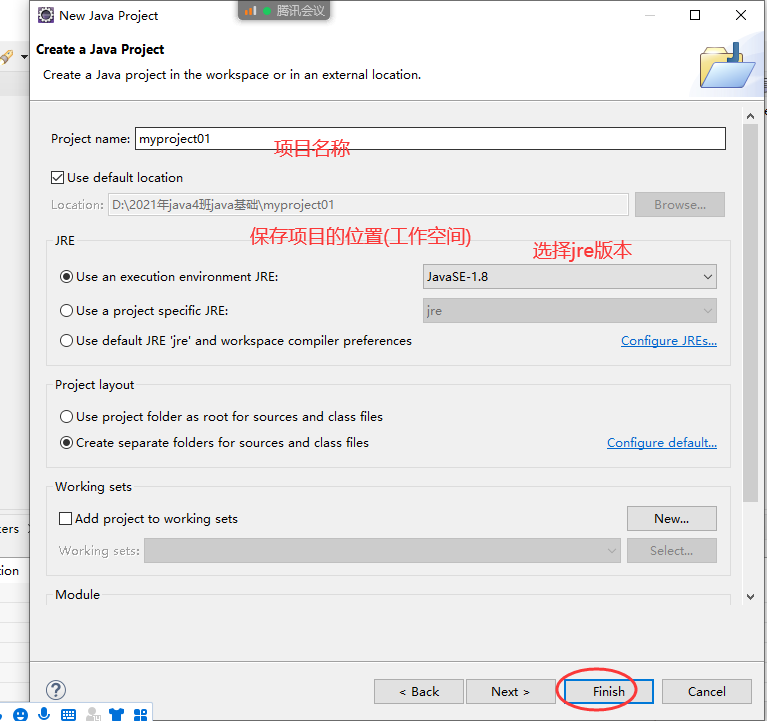 New Java Project
腾讯会议
Create a Java Project
Create a Java project in the workspace or in an external location.
Project name: myproject01
项目名称
Use default location
Location: D:\2021年java4班java基础\myproject01 Browse...
保存项目的位置(工作空间)
JRE
选择jre版本
Use an execution environment JRE: JavaSE-1.8
Use a project specific JRE: jre
Use default JRE 'jre' and workspace compiler preferences Configure JREs...
Project layout
Use project folder as root for sources and class files
Create separate folders for sources and class files Configure default...
Working sets
Add project to working sets New...
Working sets: Select...
Module
< Back Next > Finish Cancel